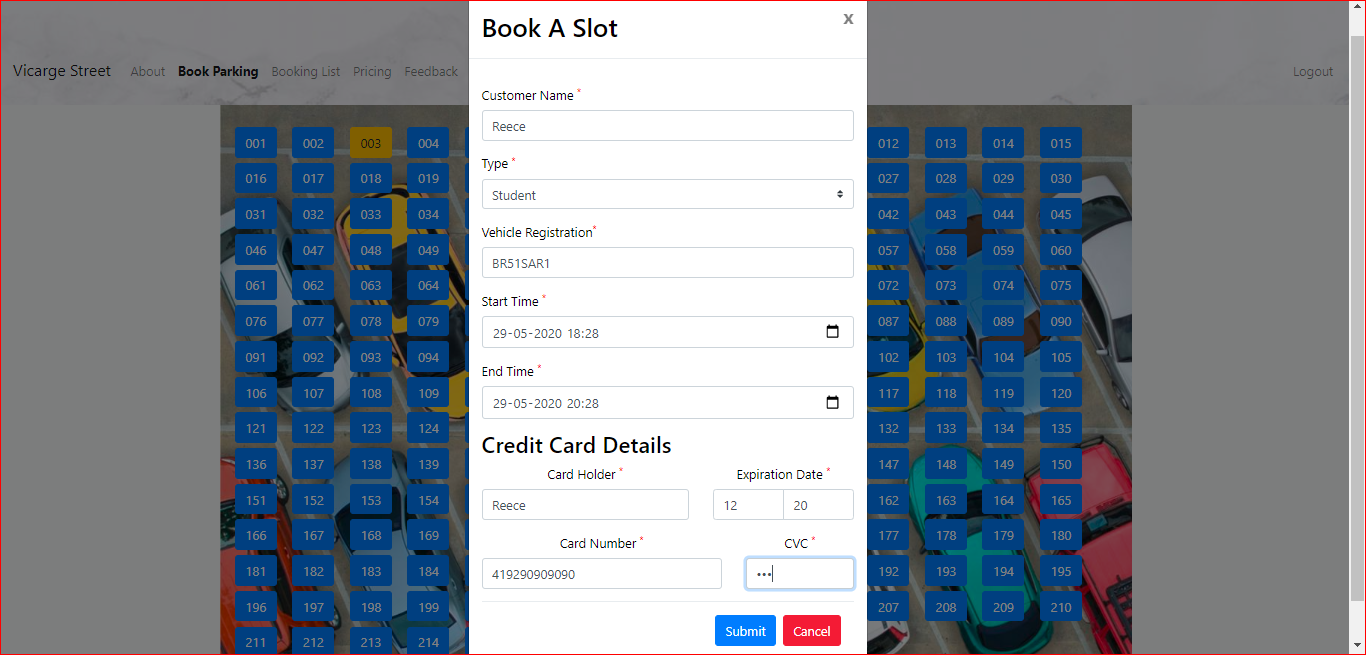 Book A Slot
x
Vicarge Street About Book Parking Booking List Pricing Feedback Logout
Customer Name *
Reece
Type *
Student
Vehicle Registration*
BR51SAR1
Start Time *
29-05-2020 18:28
End Time *
29-05-2020 20:28
Credit Card Details
Card Holder * Expiration Date *
Reece 12 20
Card Number * CVC *
419290909090 •••
Submit Cancel
001 002 003 004 012 013 014 015
016 017 018 019 027 028 029 030
031 032 033 034 042 043 044 045
046 047 048 049 057 058 059 060
061 062 063 064 072 073 074 075
076 077 078 079 087 088 089 090
091 092 093 094 102 103 104 105
106 107 108 109 117 118 119 120
121 122 123 124 132 133 134 135
136 137 138 139 147 148 149 150
151 152 153 154 162 163 164 165
166 167 168 169 177 178 179 180
181 182 183 184 192 193 194 195
196 197 198 199 207 208 209 210
211 212 213 214